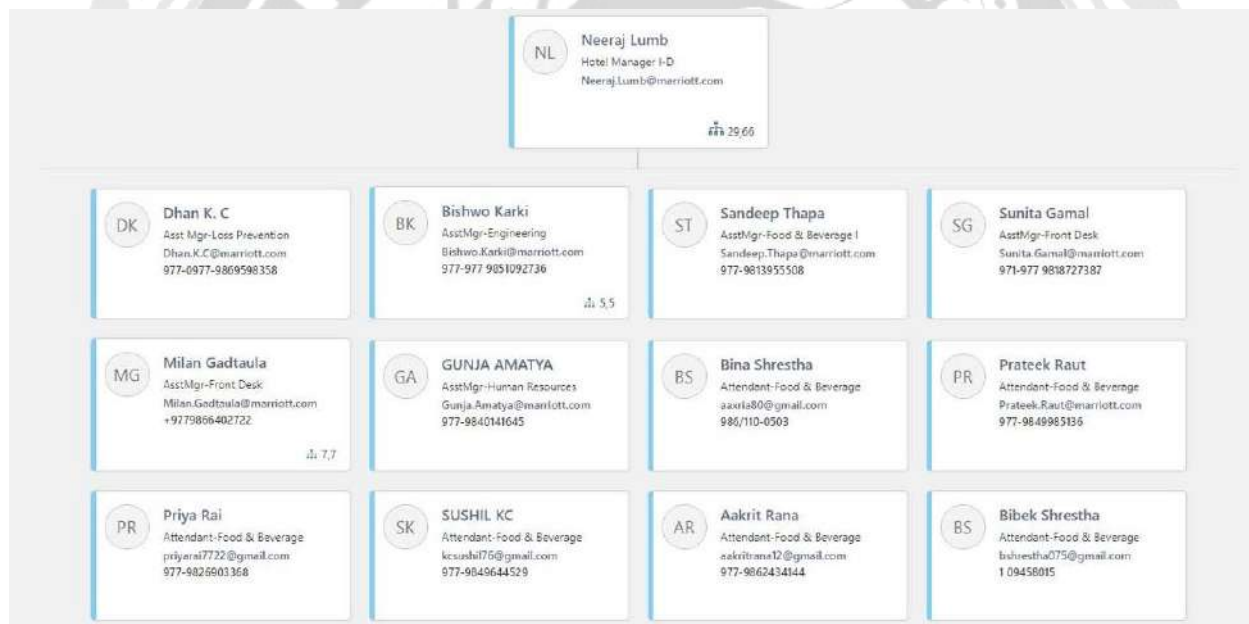 NL
Neeraj Lumb
Hotel Manager I-D
Neeraj.Lumb@marriott.com
29,66
DK
Dhan K. C
Asst Mgr-Loss Prevention
Dhan.K.C@marriott.com
977-0977-9869598358
BK
Bishwo Karki
AsstMgr-Engineering
Bishwo.Karki@marriott.com
977-977 9851092736
5,5
ST
Sandeep Thapa
AsstMgr-Food & Beverage I
Sandeep.Thapa@marriott.com
977-9813955508
SG
Sunita Gamal
AsstMgr-Front Desk
Sunita.Gamal@marriott.com
971-977 9818727387
MG
Milan Gadtaula
AsstMgr-Front Desk
Milan.Gadtaula@marriott.com
+9779866402722
7,7
GA
GUNJA AMATYA
AsstMgr-Human Resources
Gunja.Amatya@marriott.com
977-9840141645
BS
Bina Shrestha
Attendant-Food & Beverage
aaxria80@gmail.com
986/110-0503
PR
Prateek Raut
Attendant-Food & Beverage
Prateek.Raut@marriott.com
977-9849985136
PR
Priya Rai
Attendant-Food & Beverage
priyarai7722@gmail.com
977-9826903368
SK
SUSHIL KC
Attendant-Food & Beverage
kcsushil76@gmail.com
977-9849644529
AR
Aakrit Rana
Attendant-Food & Beverage
aakritrana12@gmail.com
977-9862434144
BS
Bibek Shrestha
Attendant-Food & Beverage
bshrestha075@gmail.com
1 09458015